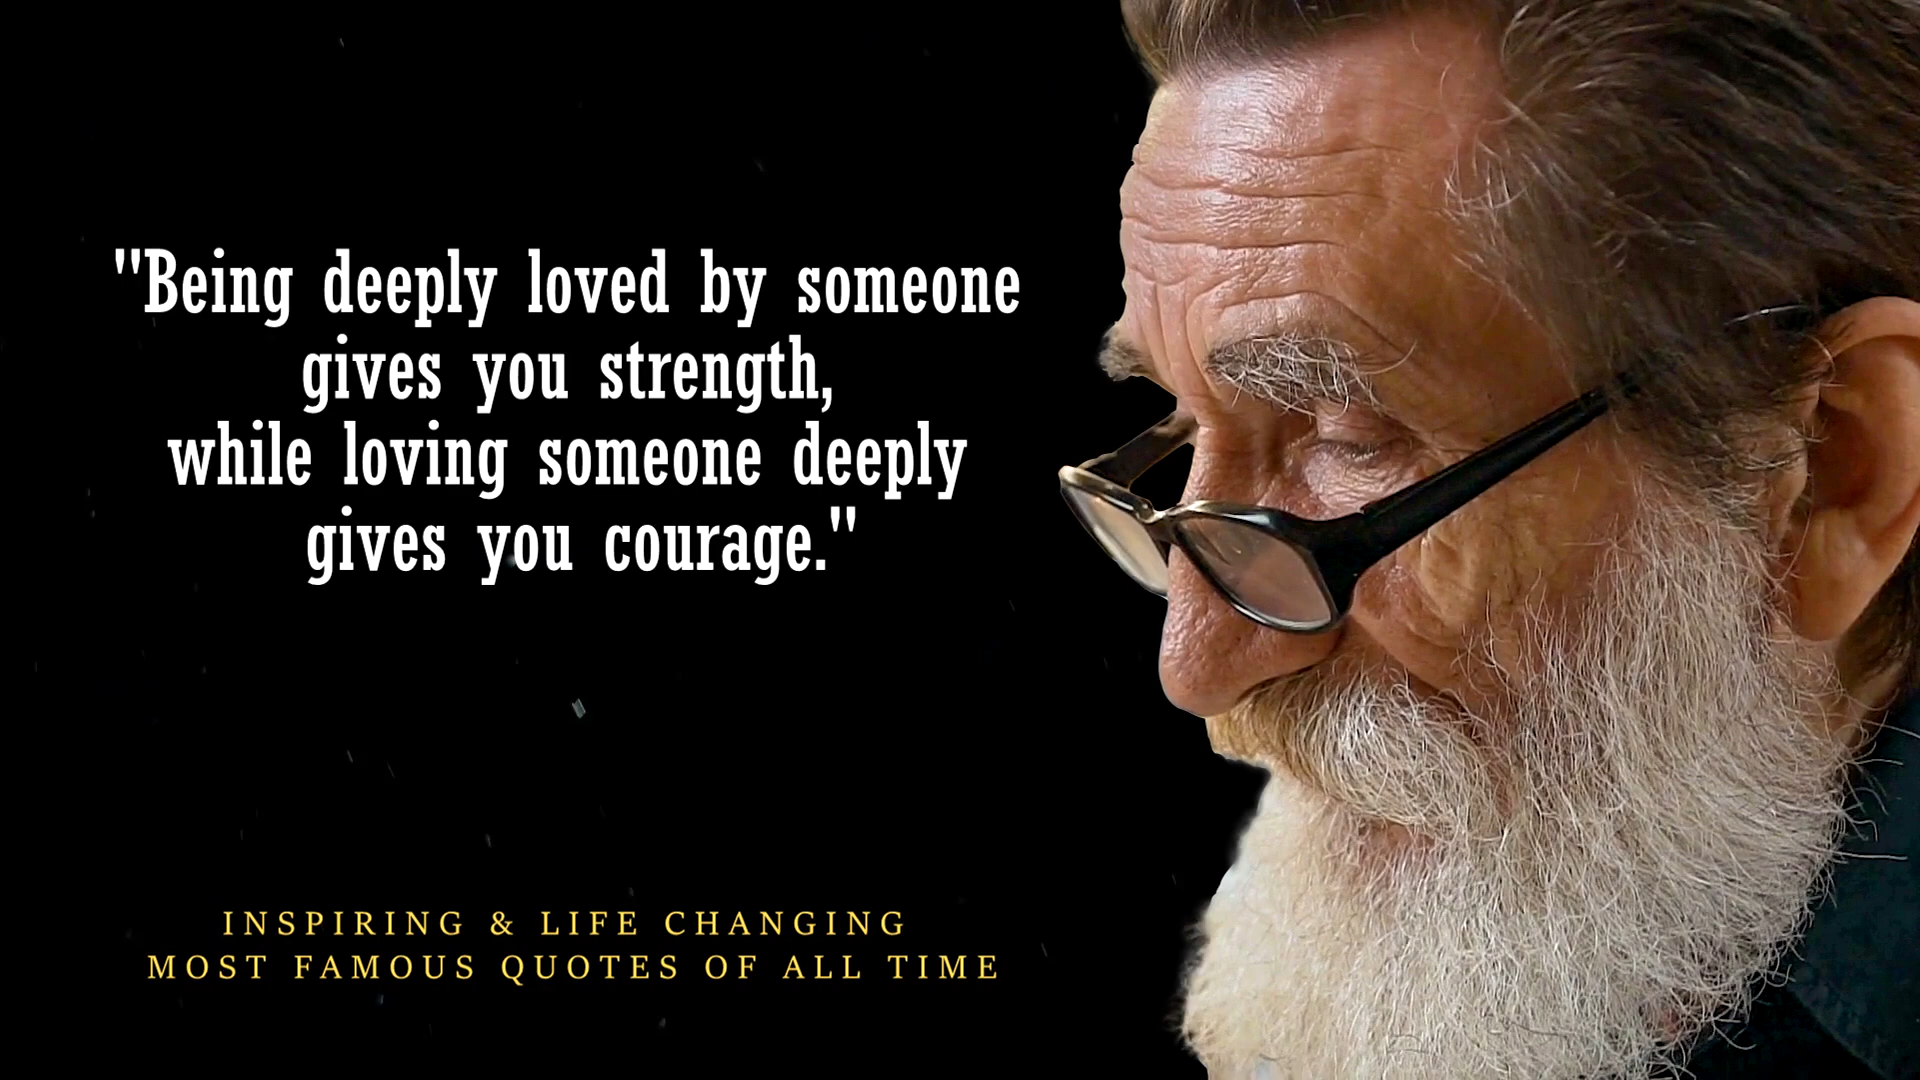 "Being deeply loved by someone
gives you strength,
while loving someone deeply
gives you courage."
INSPIRING & LIFE CHANGING
MOST FAMOUS QUOTES OF ALL TIME